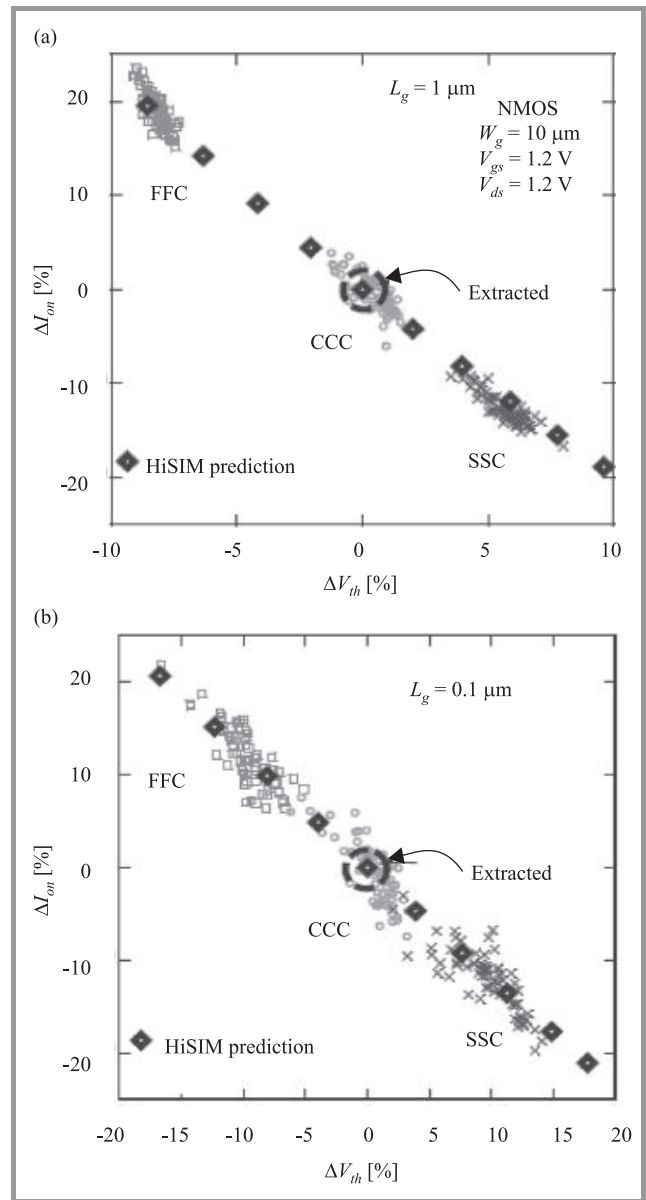 (a)
20
10
0
-10
-20
ΔI_on [%]
L_g = 1 μm
NMOS
W_g = 10 μm
V_gs = 1.2 V
V_ds = 1.2 V
FFC
Extracted
CCC
SSC
HiSIM prediction
-10 -5 0 5 10
ΔV_th [%]
(b)
20
10
0
-10
-20
ΔI_on [%]
L_g = 0.1 μm
FFC
Extracted
CCC
SSC
HiSIM prediction
-20 -15 -10 -5 0 5 10 15 20
ΔV_th [%]